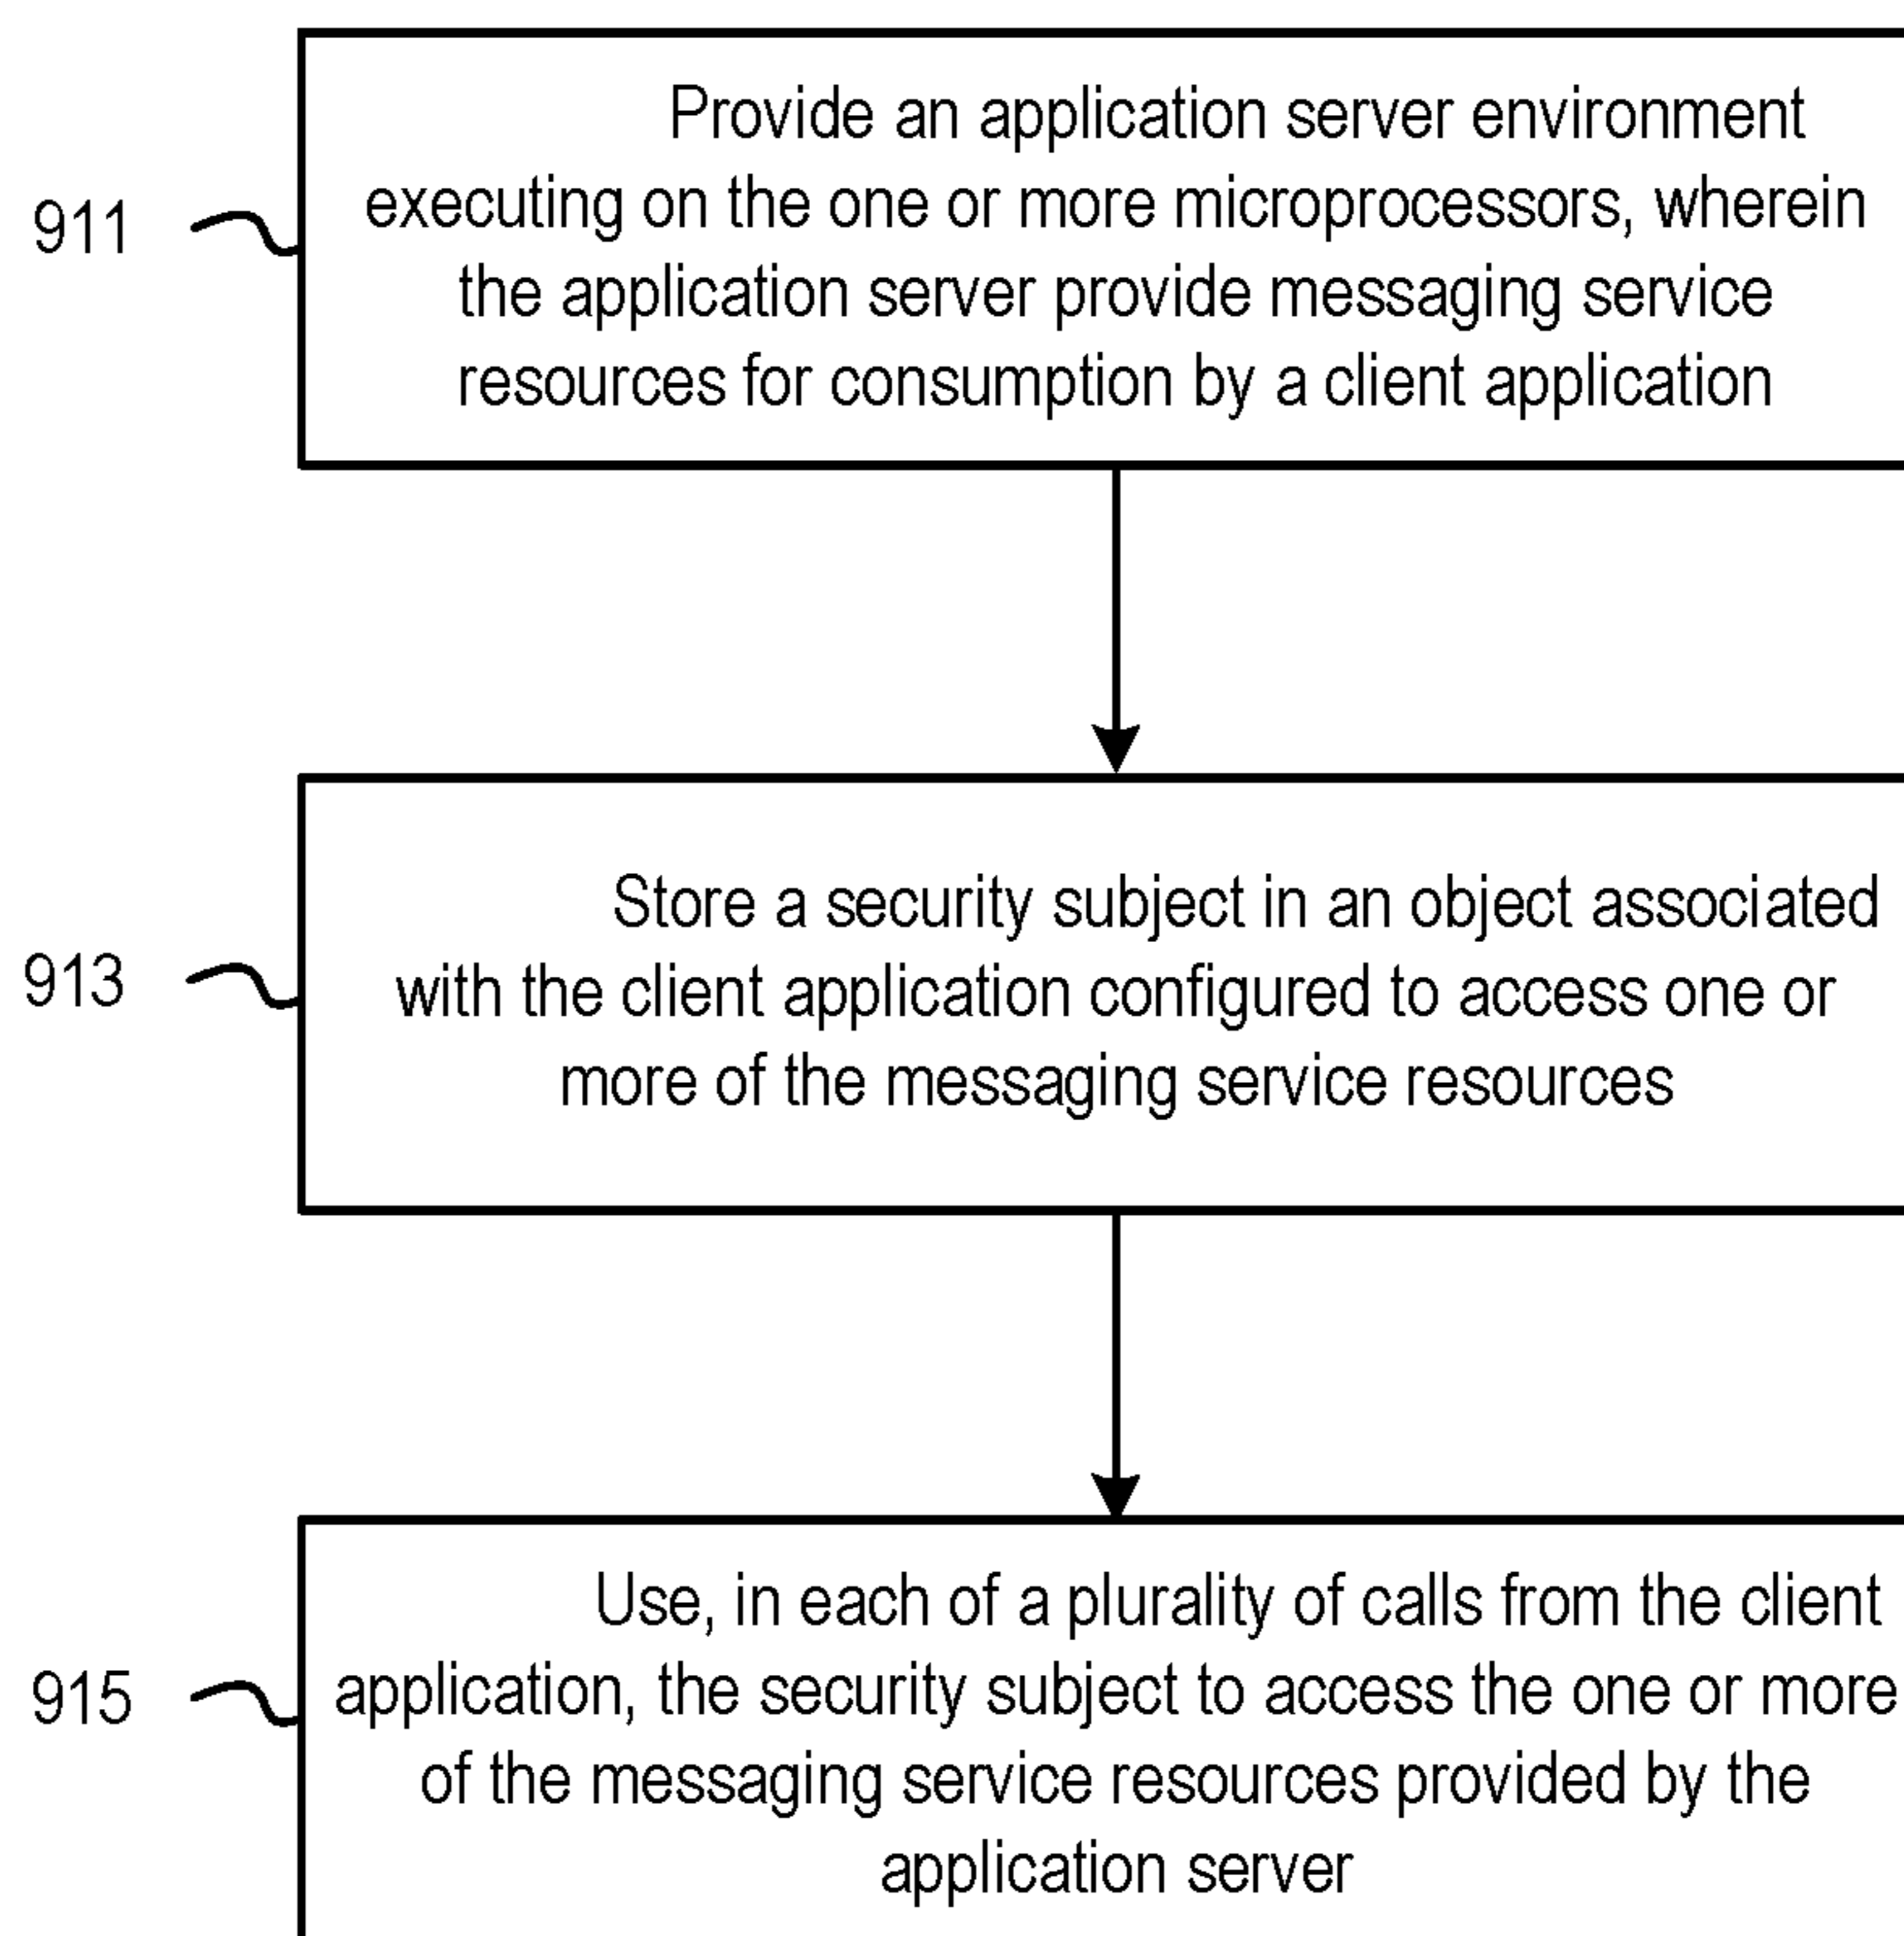 Provide an application server environment
911
executing on the one or more microprocessors, wherein
the application server provide messaging service
resources for consumption by a client application
Store a security subject in an object associated
913
with the client application configured to access one or
more of the messaging service resources
Use, in each of a plurality of calls from the client
915
application, the security subject to access the one or more
of the messaging service resources provided by the
application server